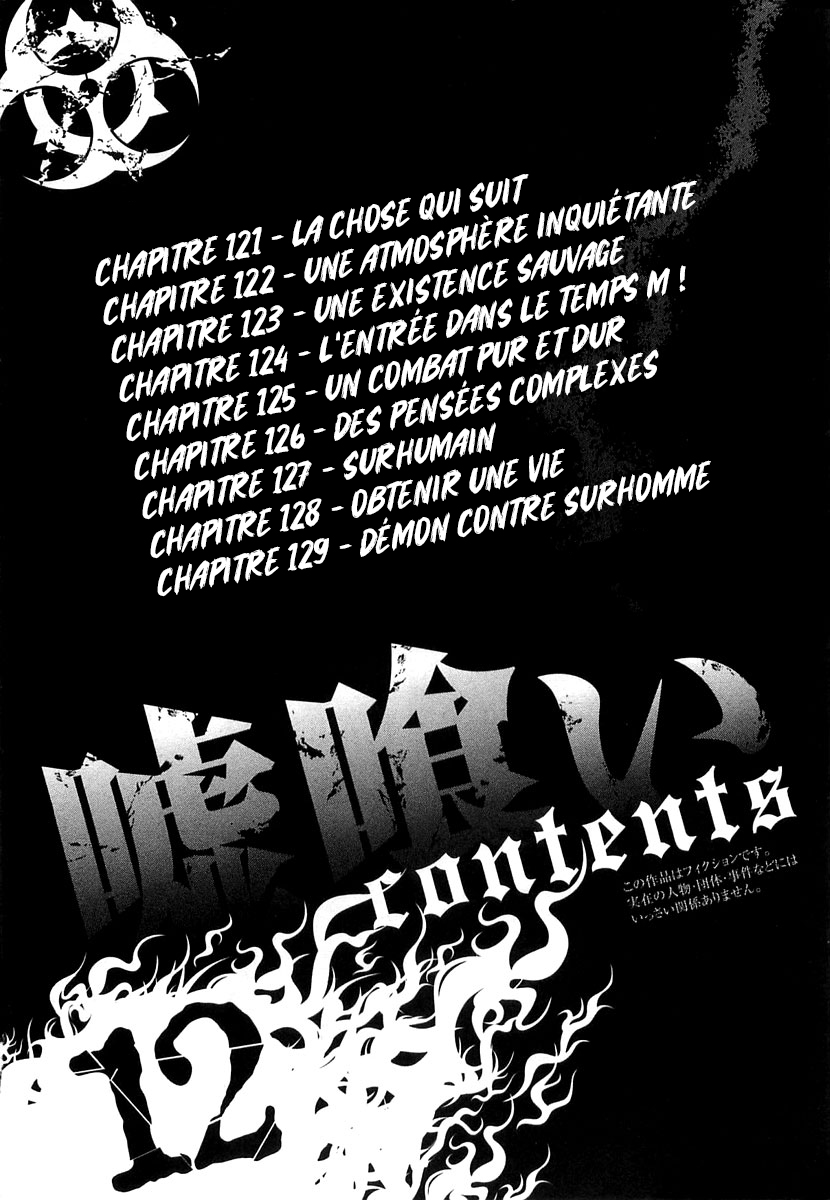 CHAPITRE 121 - LA CHOSE QUI SUIT
CHAPITRE 122 - UNE ATMOSPHÈRE INQUIÉTANTE
CHAPITRE 123 - UNE EXISTENCE SAUVAGE
CHAPITRE 124 - L'ENTRÉE DANS LE TEMPS M !
CHAPITRE 125 - UN COMBAT PUR ET DUR
CHAPITRE 126 - DES PENSÉES COMPLEXES
CHAPITRE 127 - SURHUMAIN
CHAPITRE 128 - OBTENIR UNE VIE
CHAPITRE 129 - DÉMON CONTRE SURHOMME
嘘喰い
contents
この作品はフィクションです。
実在の人物・団体・事件などには
いっさい関係ありません。
12